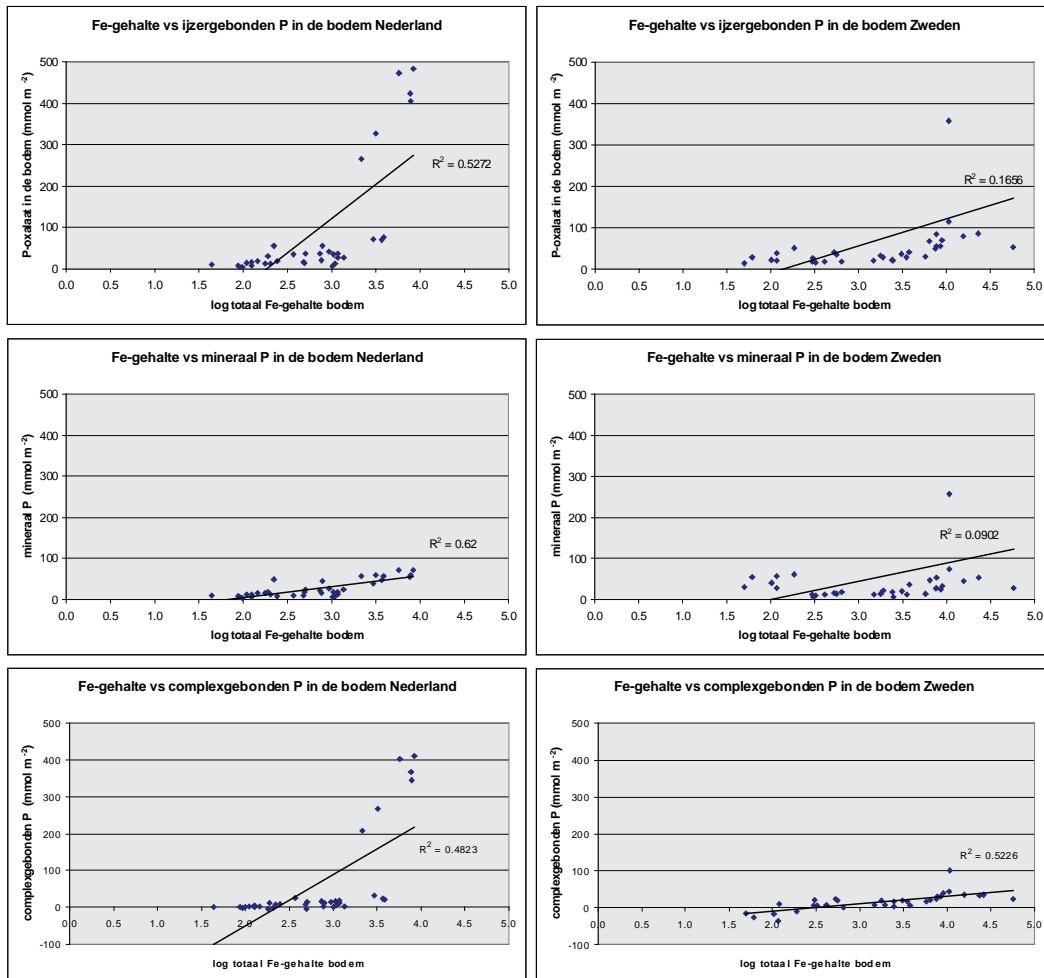 Fe-gehalte vs ijzergebonden P in de bodem Nederland
P-oxalaat in de bodem (mmol m⁻²)
500
400
300
200
100
0
R² = 0.5272
0.0 0.5 1.0 1.5 2.0 2.5 3.0 3.5 4.0 4.5 5.0
log totaal Fe-gehalte bodem
Fe-gehalte vs ijzergebonden P in de bodem Zweden
P-oxalaat in de bodem (mmol m⁻²)
500
400
300
200
100
0
R² = 0.1656
0.0 0.5 1.0 1.5 2.0 2.5 3.0 3.5 4.0 4.5 5.0
log totaal Fe-gehalte bodem
Fe-gehalte vs mineraal P in de bodem Nederland
mineraal P (mmol m⁻²)
500
400
300
200
100
0
R² = 0.62
0.0 0.5 1.0 1.5 2.0 2.5 3.0 3.5 4.0 4.5 5.0
log totaal Fe-gehalte bodem
Fe-gehalte vs mineraal P in de bodem Zweden
mineraal P (mmol m⁻²)
500
400
300
200
100
0
R² = 0.0902
0.0 0.5 1.0 1.5 2.0 2.5 3.0 3.5 4.0 4.5 5.0
log totaal Fe-gehalte bodem
Fe-gehalte vs complexgebonden P in de bodem Nederland
complexgebonden P (mmol m⁻²)
500
400
300
200
100
0
-100
R² = 0.4823
0.0 0.5 1.0 1.5 2.0 2.5 3.0 3.5 4.0 4.5 5.0
log totaal Fe-gehalte bodem
Fe-gehalte vs complexgebonden P in de bodem Zweden
complexgebonden P (mmol m⁻²)
500
400
300
200
100
0
-100
R² = 0.5226
0.0 0.5 1.0 1.5 2.0 2.5 3.0 3.5 4.0 4.5 5.0
log totaal Fe-gehalte bodem